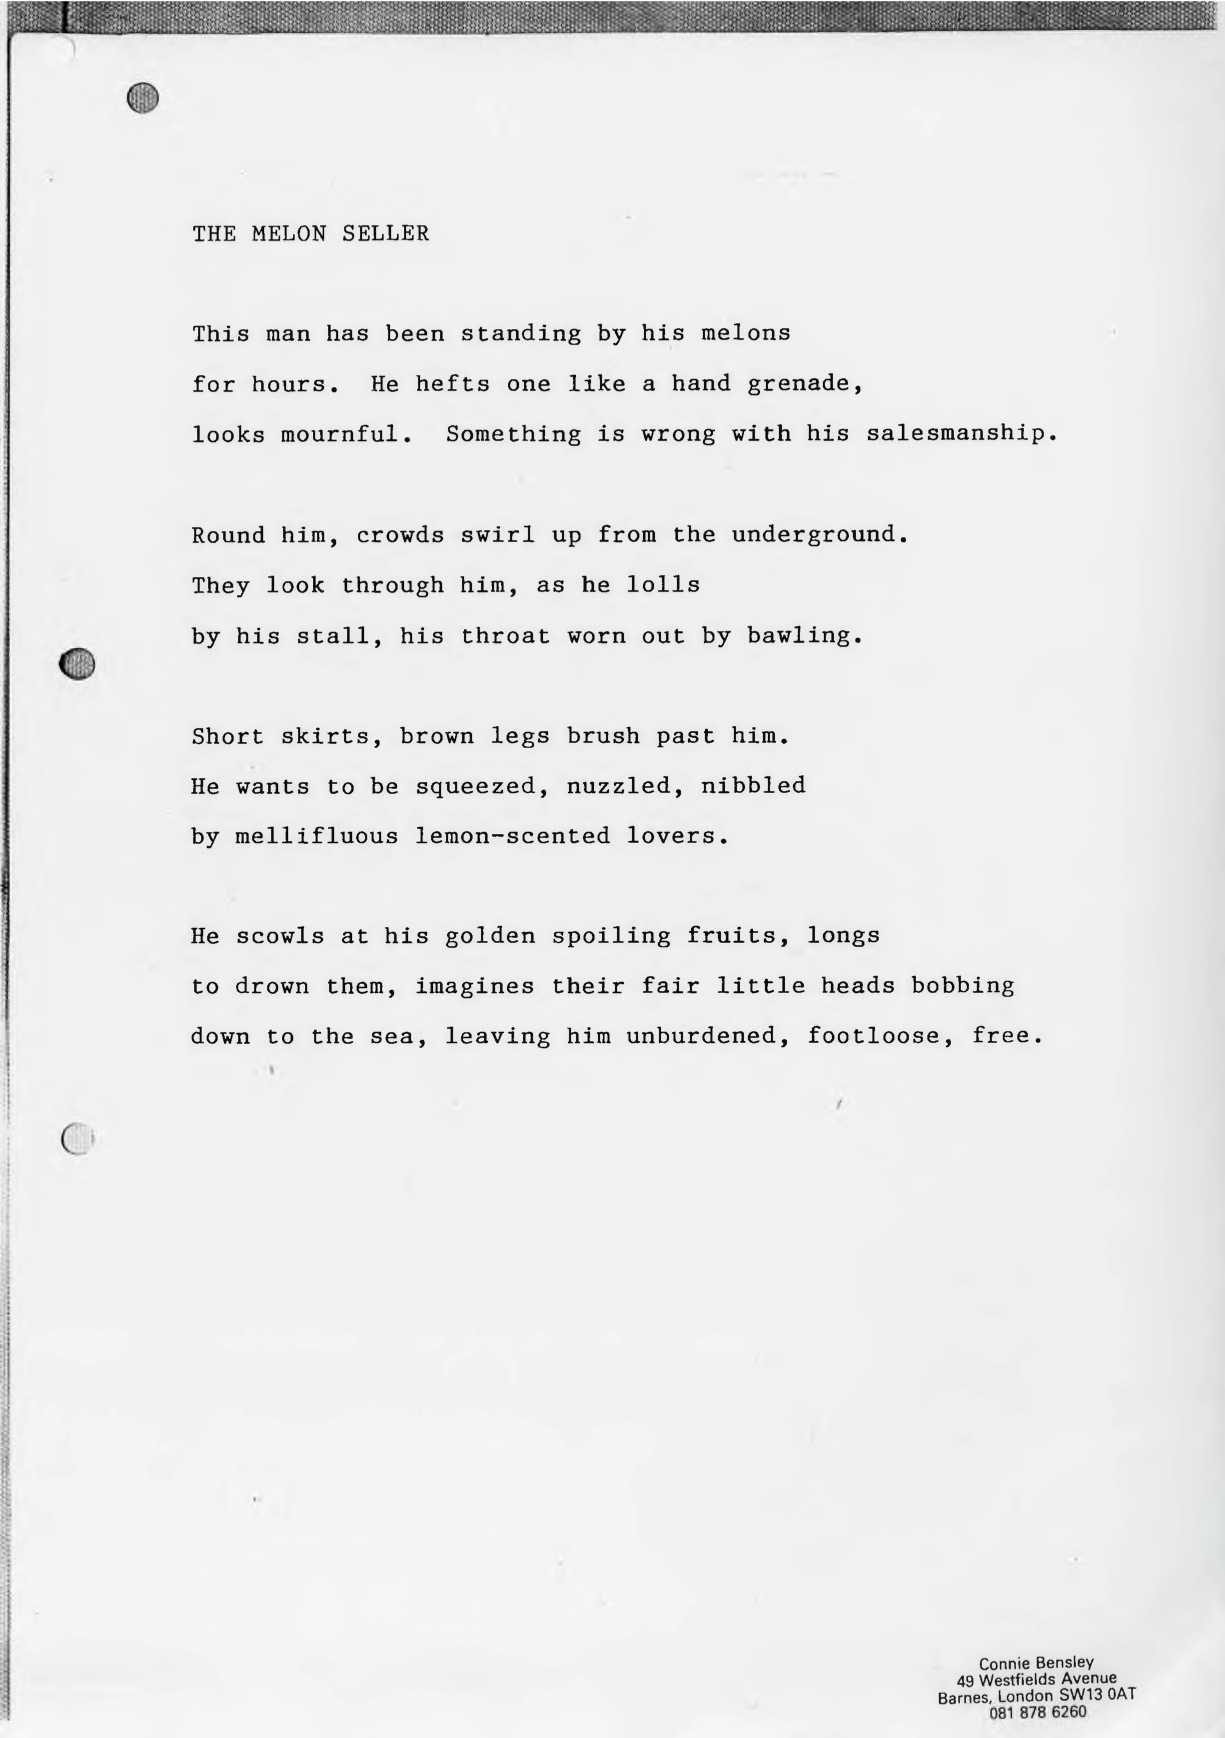 THE MELON SELLER
This man has been standing by his melons
for hours. He hefts one like a hand grenade,
looks mournful. Something is wrong with his salesmanship.
Round him, crowds swirl up from the underground.
They look through him, as he lolls
by his stall, his throat worn out by bawling.
Short skirts, brown legs brush past him.
He wants to be squeezed, nuzzled, nibbled
by mellifluous lemon-scented lovers.
He scowls at his golden spoiling fruits, longs
to drown them, imagines their fair little heads bobbing
down to the sea, leaving him unburdened, footloose, free.
Connie Bensley
49 Westfields Avenue
Barnes, London SW13 0AT
081 878 6260